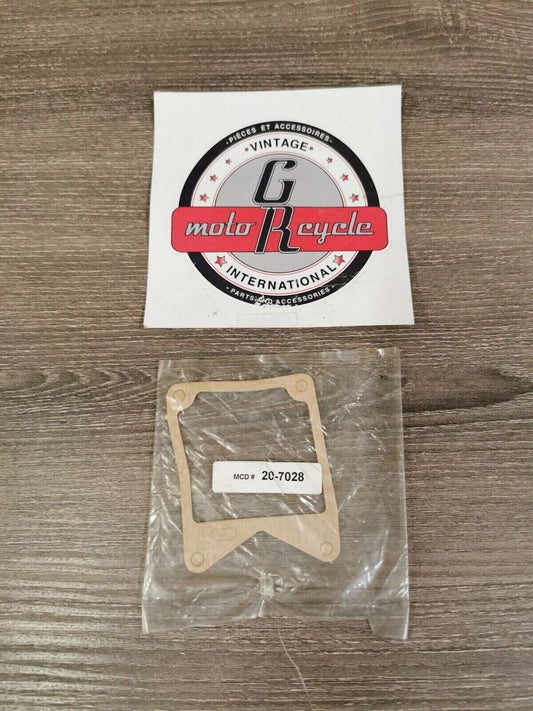 · PIÈCES ET ACCESSOIRES ·
VINTAGE
G
moto R cycle
INTERNATIONAL
· PARTS AND ACCESSORIES ·
MCD # 20-7028